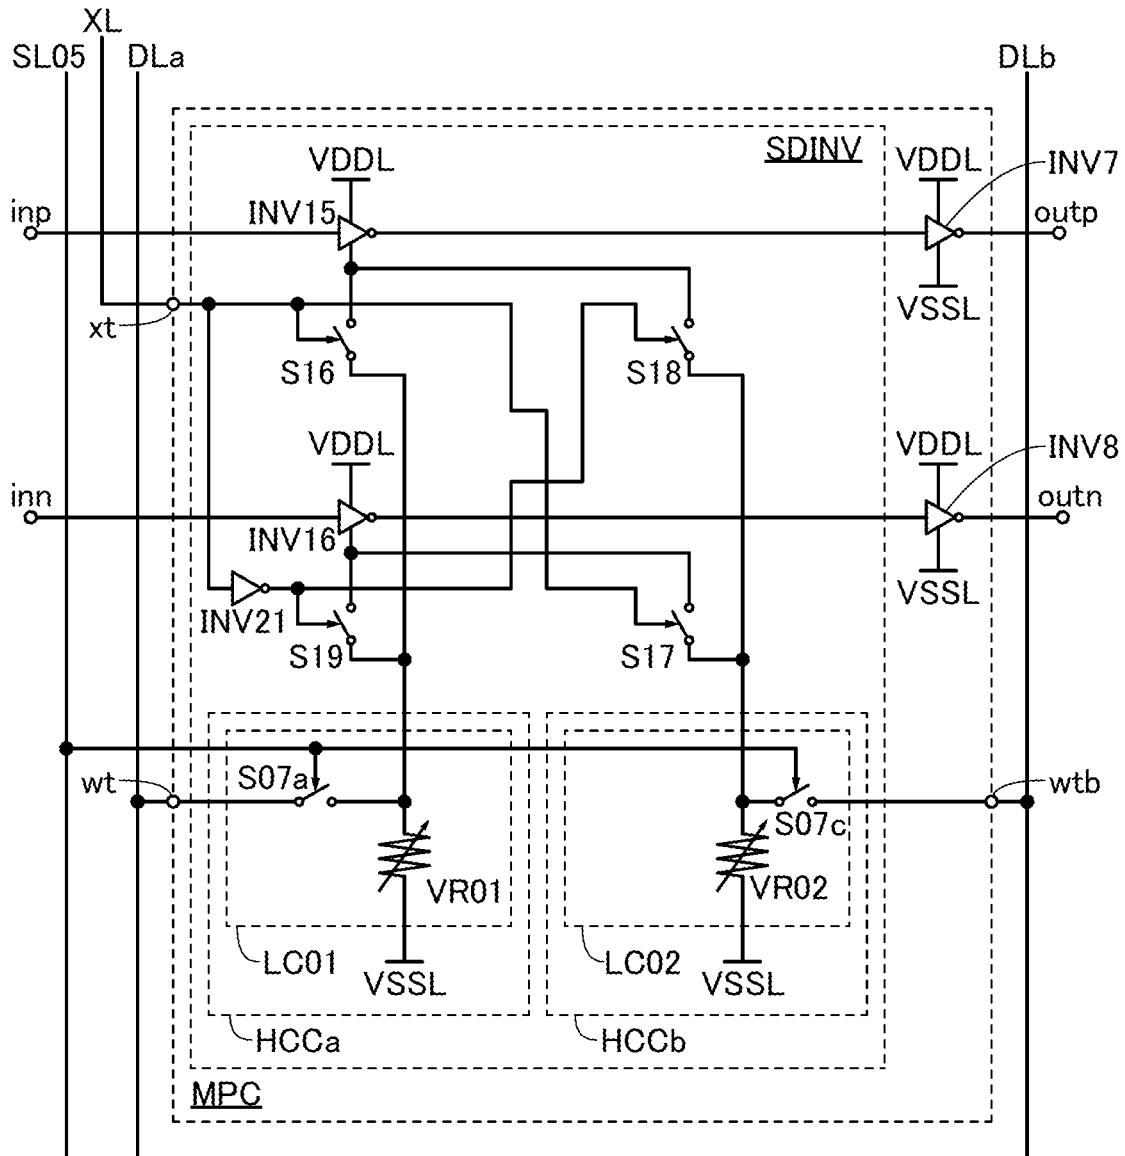 XL
SL05 DLa DLb
SDINV
VDDL VDDL INV7
inp INV15 outp
VSSL
xt
S16 S18
VDDL VDDL INV8
inn outn
INV16
VSSL
INV21
S19 S17
wt S07a wtb
S07c
VR01 VR02
LC01 LC02
VSSL VSSL
HCCa HCCb
MPC